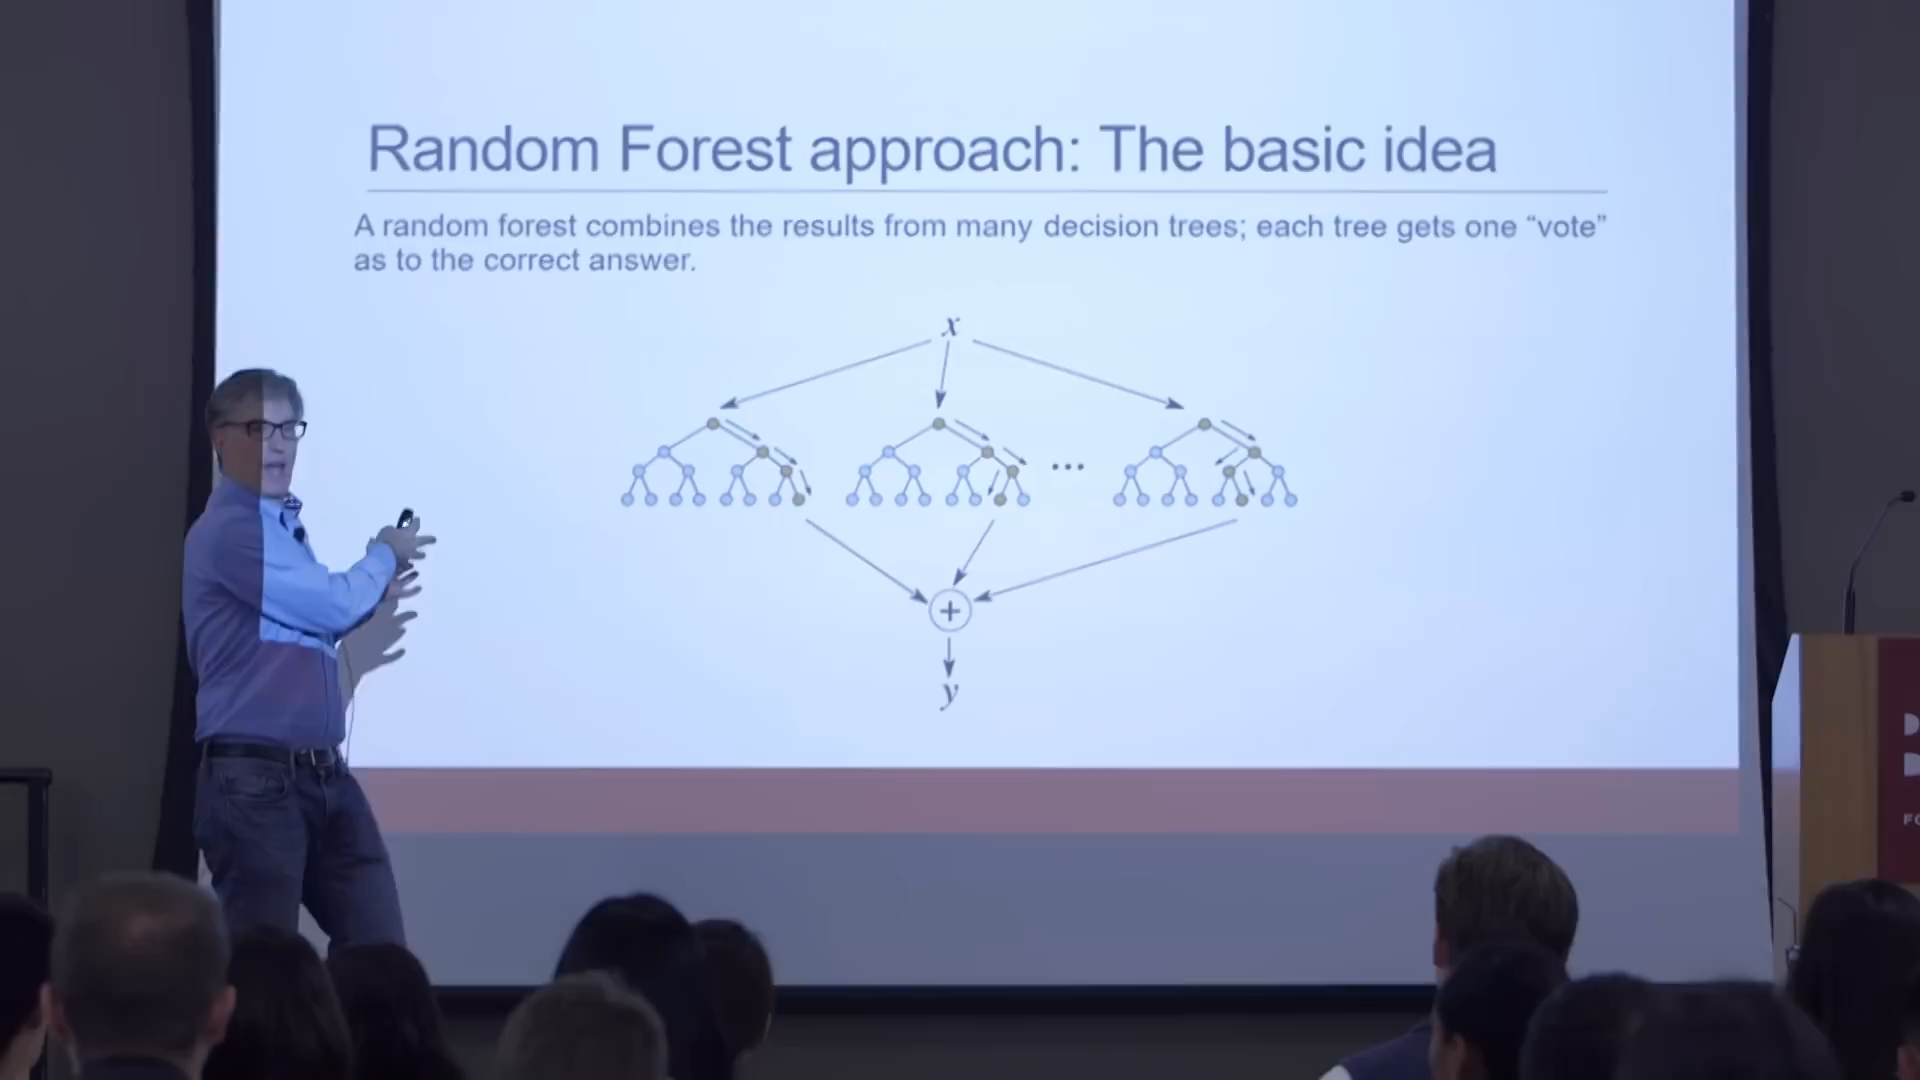 Random Forest approach: The basic idea
A random forest combines the results from many decision trees; each tree gets one “vote”
as to the correct answer.
x
...
+
y